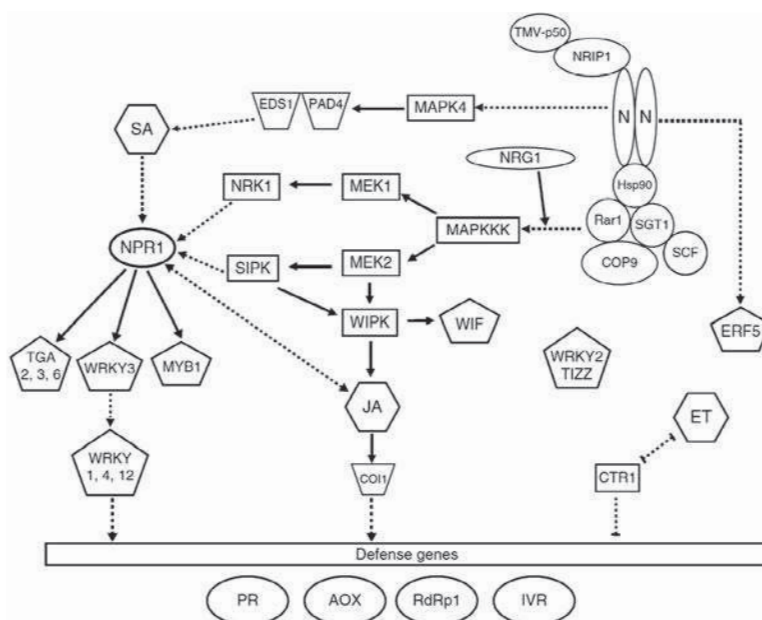 TMV-p50
NRIP1
EDS1
PAD4
MAPK4
N
N
SA
NRG1
Hsp90
NRK1
MEK1
Rar1
SGT1
MAPKKK
NPR1
SCF
SIPK
MEK2
COP9
WIPK
WIF
ERF5
TGA
2, 3, 6
WRKY3
MYB1
WRKY2
TIZZ
JA
ET
WRKY
1, 4, 12
COI1
CTR1
Defense genes
PR
AOX
RdRp1
IVR